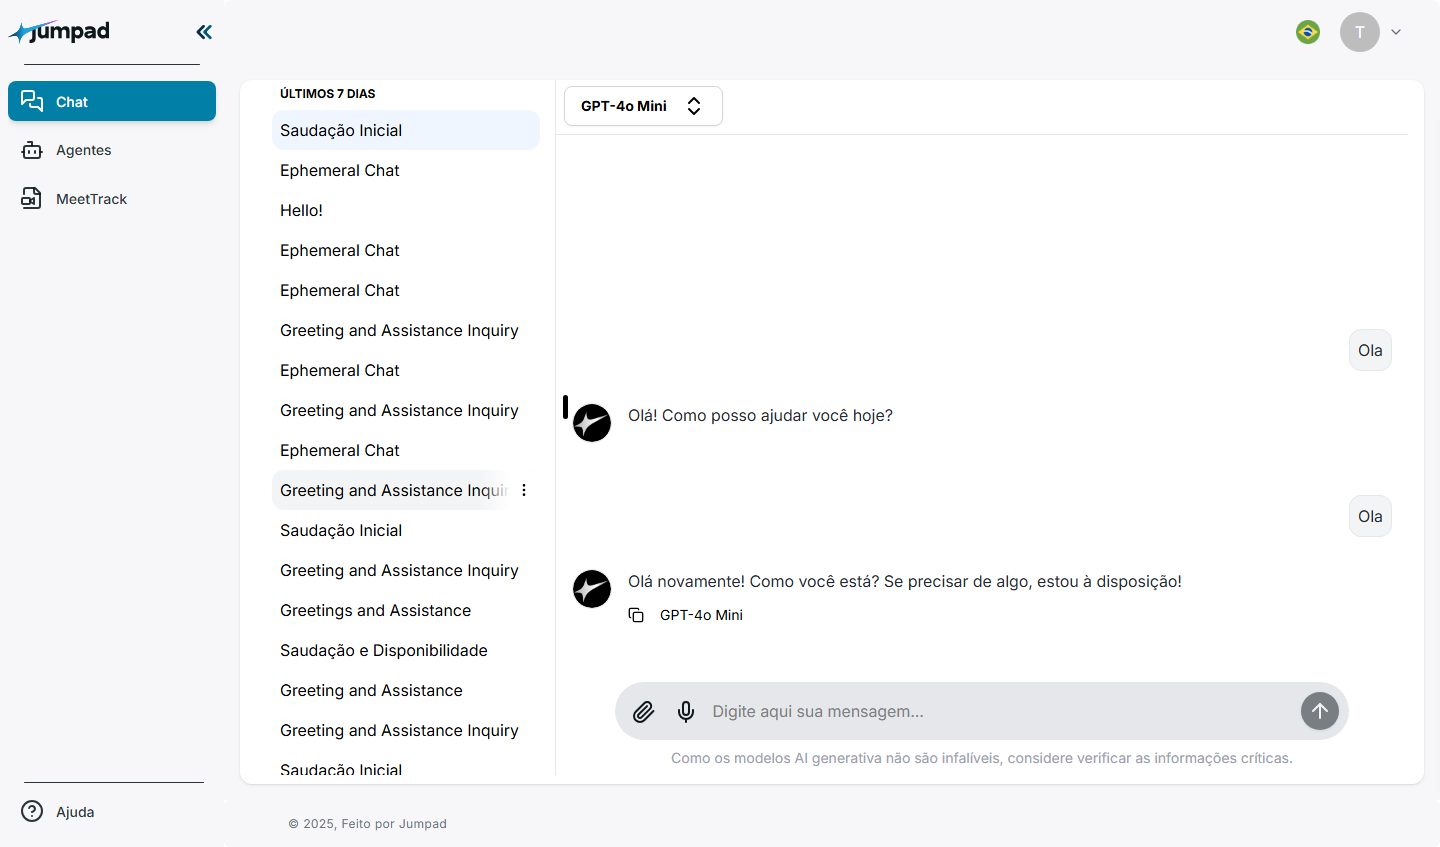 jumpad
Chat
Agentes
MeetTrack
Ajuda
T
ÚLTIMOS 7 DIAS
Saudação Inicial
Ephemeral Chat
Hello!
Ephemeral Chat
Ephemeral Chat
Greeting and Assistance Inquiry
Ephemeral Chat
Greeting and Assistance Inquiry
Ephemeral Chat
Greeting and Assistance Inquir
Saudação Inicial
Greeting and Assistance Inquiry
Greetings and Assistance
Saudação e Disponibilidade
Greeting and Assistance
Greeting and Assistance Inquiry
Saudação Inicial
GPT-4o Mini
Ola
Olá! Como posso ajudar você hoje?
Ola
Olá novamente! Como você está? Se precisar de algo, estou à disposição!
GPT-4o Mini
Digite aqui sua mensagem...
Como os modelos AI generativa não são infalíveis, considere verificar as informações críticas.
© 2025, Feito por Jumpad